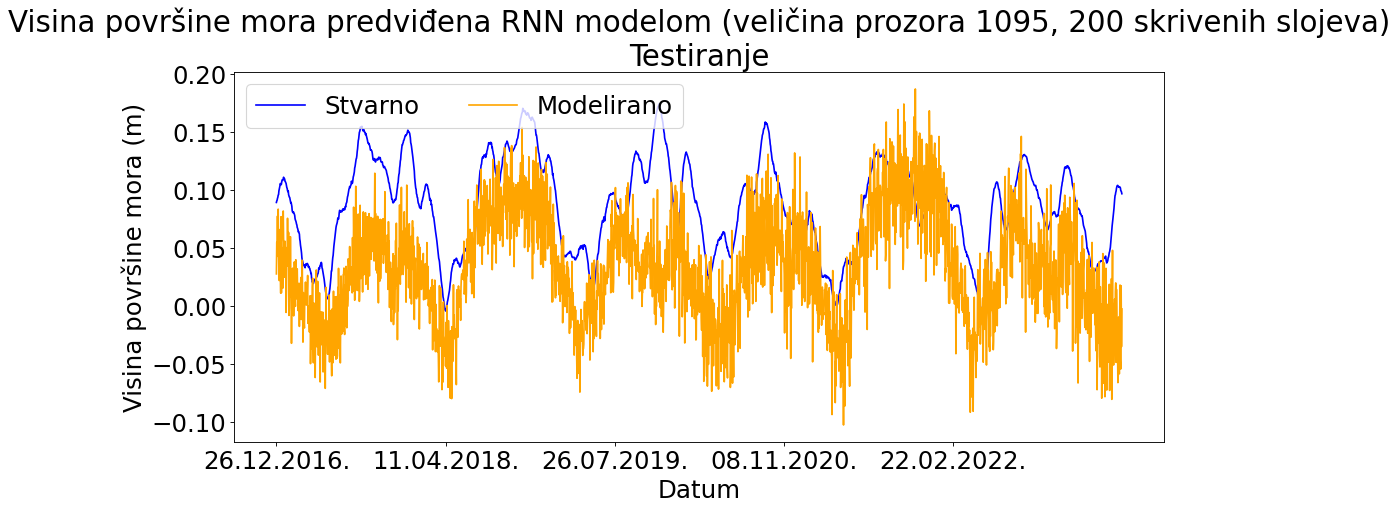 Visina površine mora predviđena RNN modelom (veličina prozora 1095, 200 skrivenih slojeva)
Testiranje
Stvarno
Modelirano
Visina površine mora (m)
0.20
0.15
0.10
0.05
0.00
−0.05
−0.10
26.12.2016.
11.04.2018.
26.07.2019.
08.11.2020.
22.02.2022.
Datum